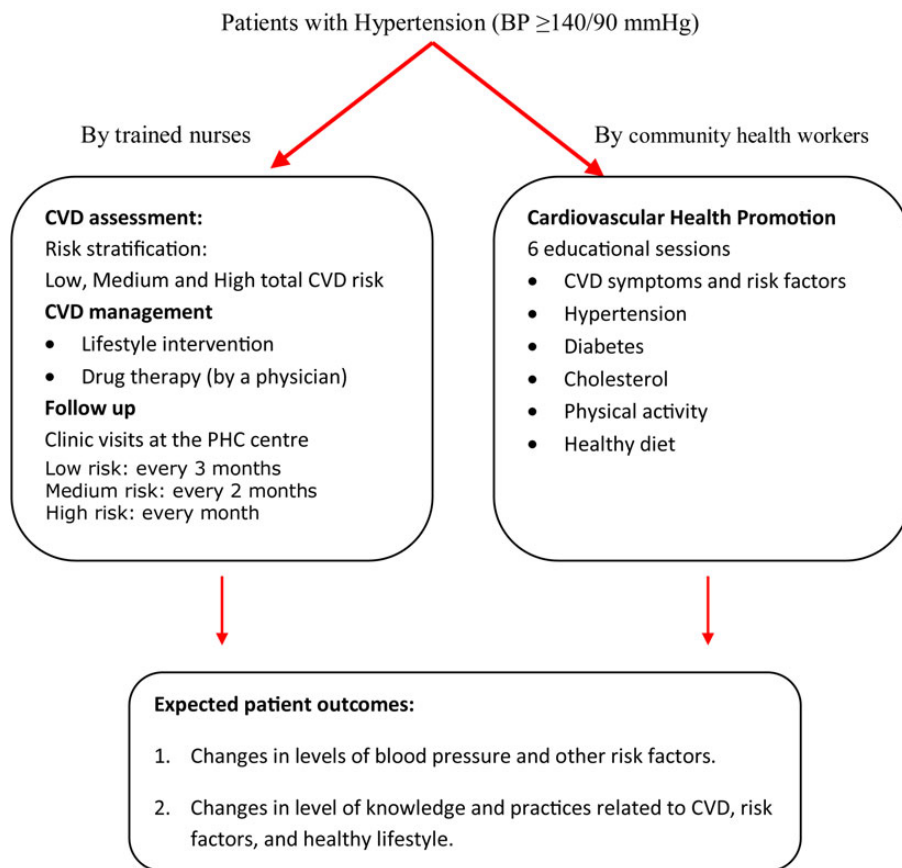 Patients with Hypertension (BP ≥140/90 mmHg)
By trained nurses
By community health workers
CVD assessment:
Risk stratification:
Low, Medium and High total CVD risk
CVD management
• Lifestyle intervention
• Drug therapy (by a physician)
Follow up
Clinic visits at the PHC centre
Low risk: every 3 months
Medium risk: every 2 months
High risk: every month
Cardiovascular Health Promotion
6 educational sessions
• CVD symptoms and risk factors
• Hypertension
• Diabetes
• Cholesterol
• Physical activity
• Healthy diet
Expected patient outcomes:
1. Changes in levels of blood pressure and other risk factors.
2. Changes in level of knowledge and practices related to CVD, risk
factors, and healthy lifestyle.